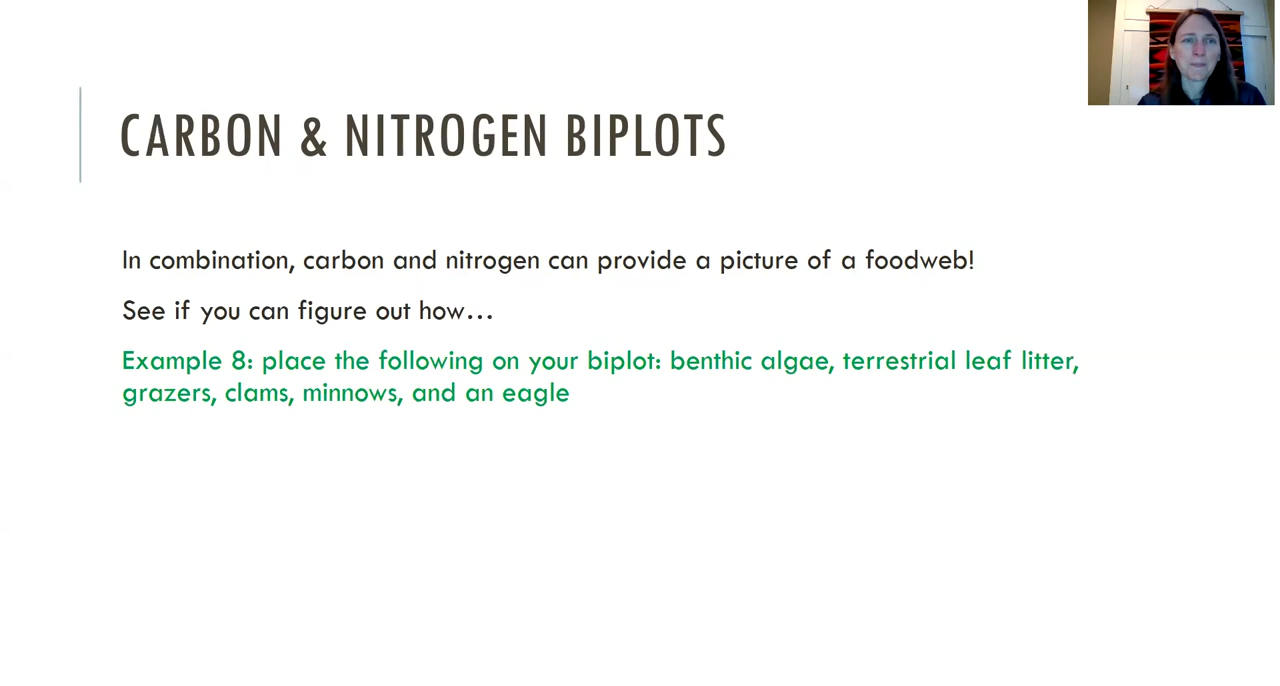 CARBON & NITROGEN BIPLOTS
In combination, carbon and nitrogen can provide a picture of a foodweb!
See if you can figure out how…
Example 8: place the following on your biplot: benthic algae, terrestrial leaf litter,
grazers, clams, minnows, and an eagle